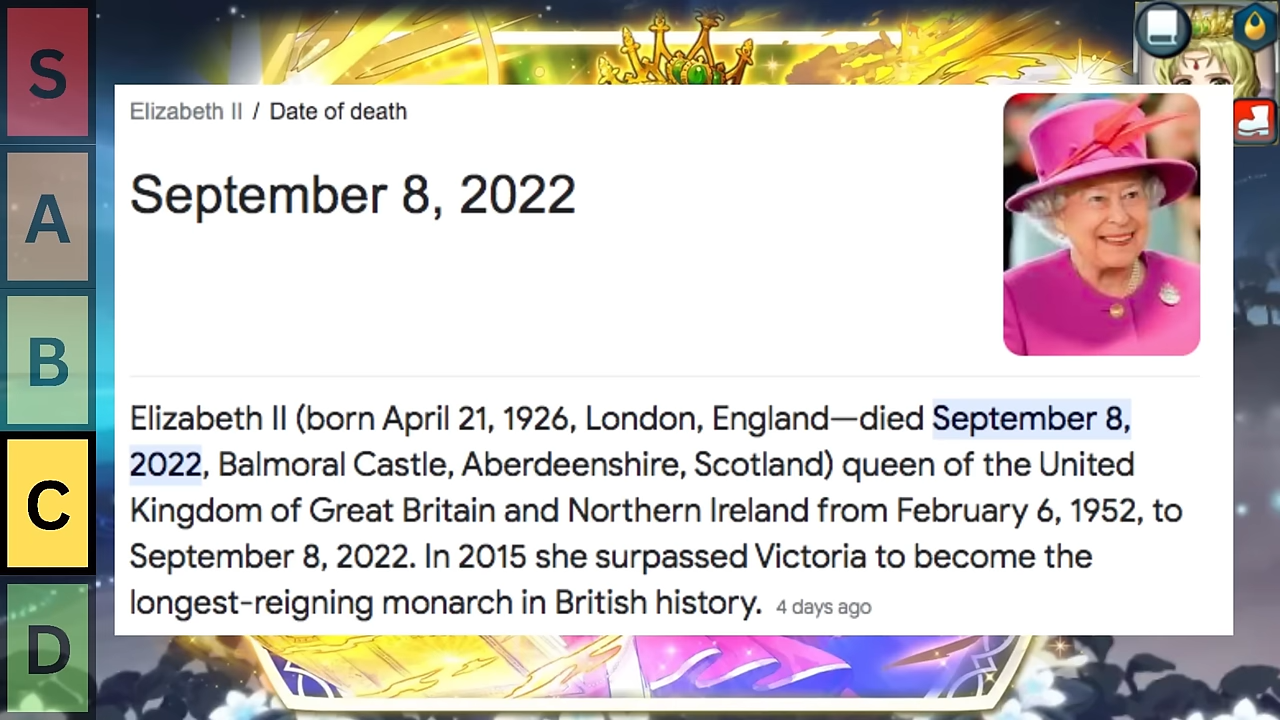 S
A
B
C
D
Elizabeth II / Date of death
September 8, 2022
Elizabeth II (born April 21, 1926, London, England—died September 8,
2022, Balmoral Castle, Aberdeenshire, Scotland) queen of the United
Kingdom of Great Britain and Northern Ireland from February 6, 1952, to
September 8, 2022. In 2015 she surpassed Victoria to become the
longest-reigning monarch in British history. 4 days ago